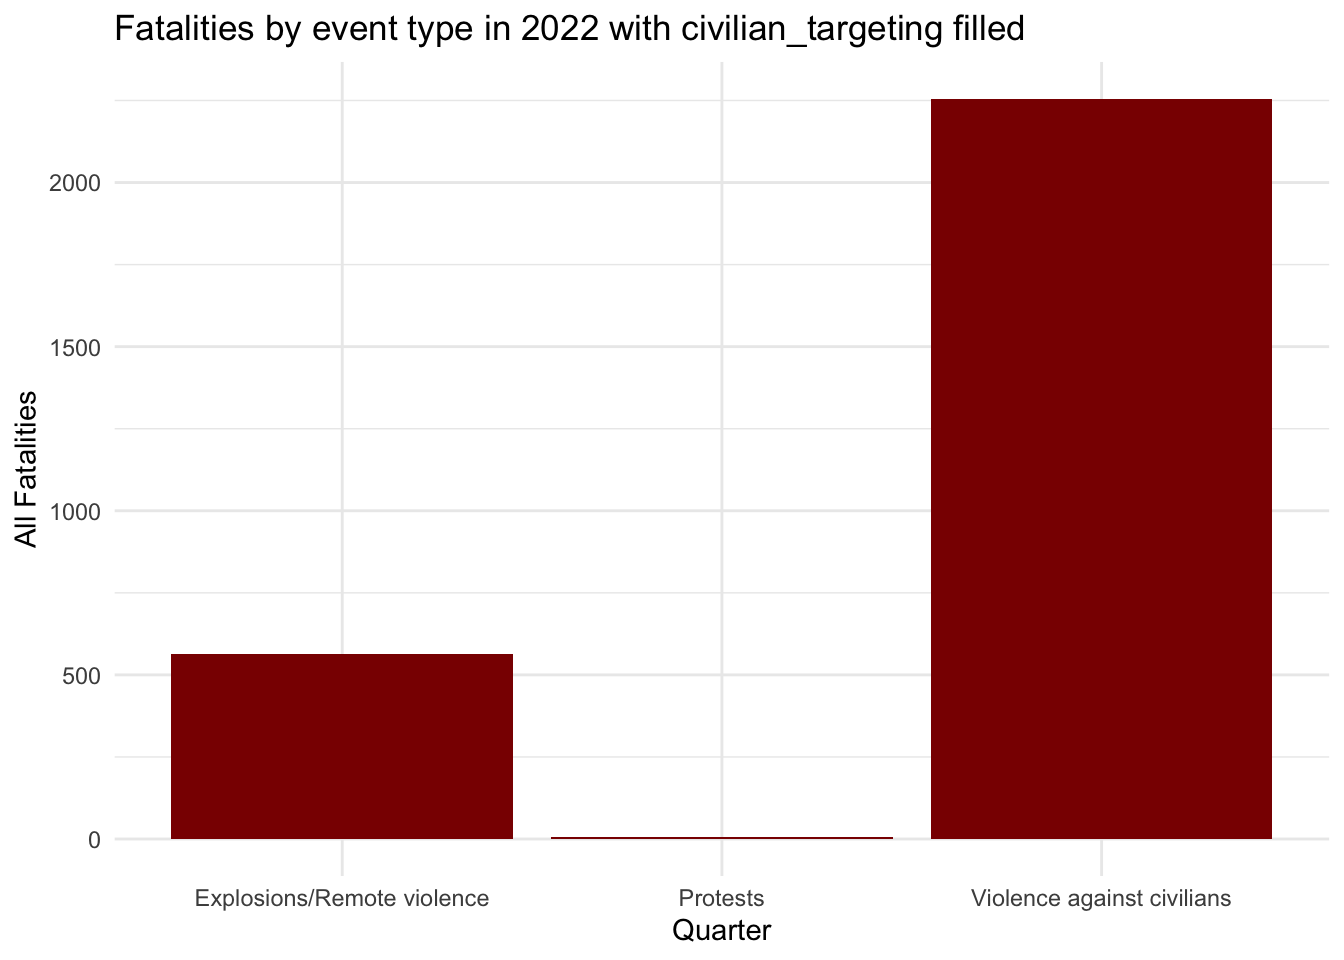 Fatalities by event type in 2022 with civilian_targeting filled
All Fatalities
2000
1500
1000
500
0
Explosions/Remote violence
Protests
Violence against civilians
Quarter